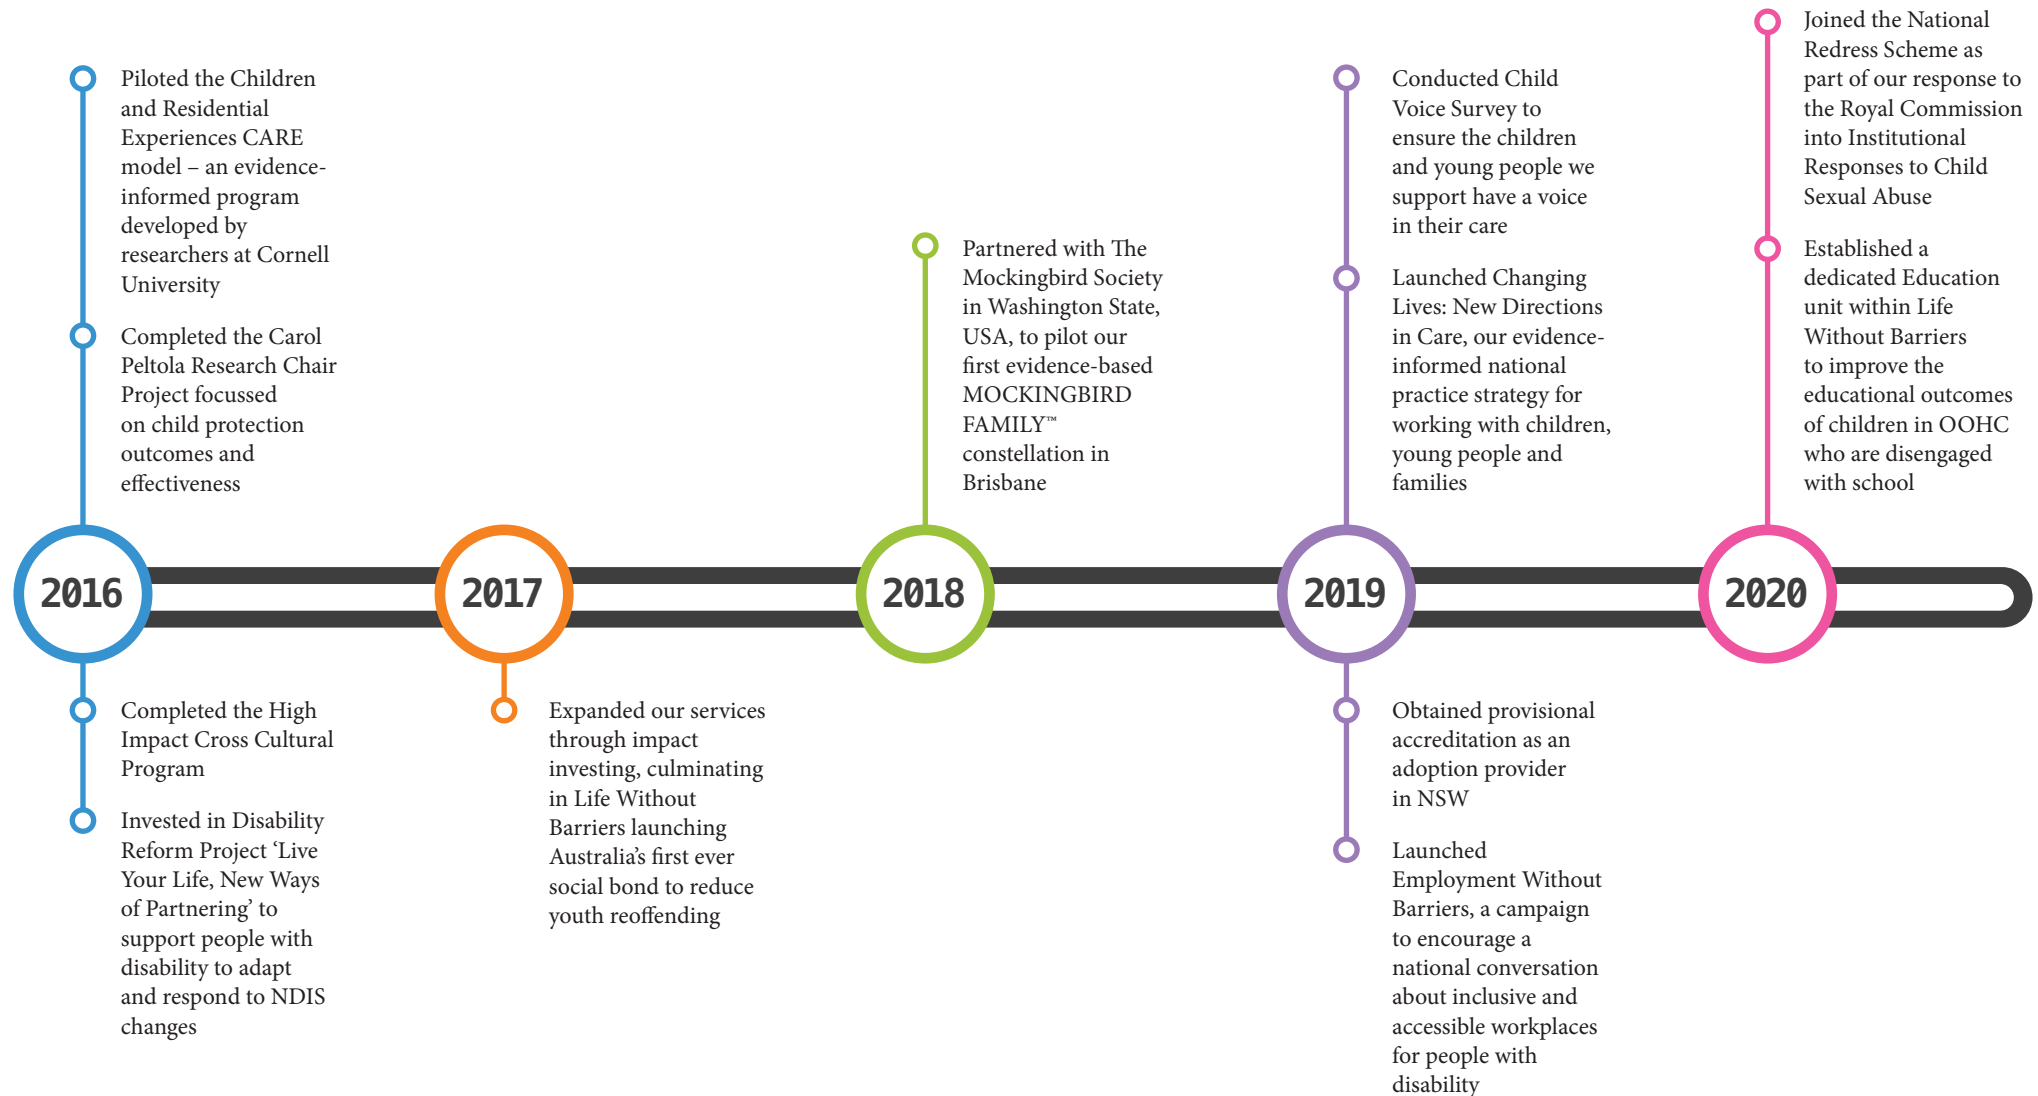 Piloted the Children
and Residential
Experiences CARE
model – an evidence-
informed program
developed by
researchers at Cornell
University
Completed the Carol
Peltola Research Chair
Project focussed
on child protection
outcomes and
effectiveness
2016
Completed the High
Impact Cross Cultural
Program
Invested in Disability
Reform Project ‘Live
Your Life, New Ways
of Partnering’ to
support people with
disability to adapt
and respond to NDIS
changes
2017
Expanded our services
through impact
investing, culminating
in Life Without
Barriers launching
Australia’s first ever
social bond to reduce
youth reoffending
Partnered with The
Mockingbird Society
in Washington State,
USA, to pilot our
first evidence-based
MOCKINGBIRD
FAMILY™
constellation in
Brisbane
2018
Conducted Child
Voice Survey to
ensure the children
and young people we
support have a voice
in their care
Launched Changing
Lives: New Directions
in Care, our evidence-
informed national
practice strategy for
working with children,
young people and
families
2019
Obtained provisional
accreditation as an
adoption provider
in NSW
Launched
Employment Without
Barriers, a campaign
to encourage a
national conversation
about inclusive and
accessible workplaces
for people with
disability
Joined the National
Redress Scheme as
part of our response to
the Royal Commission
into Institutional
Responses to Child
Sexual Abuse
Established a
dedicated Education
unit within Life
Without Barriers
to improve the
educational outcomes
of children in OOHC
who are disengaged
with school
2020